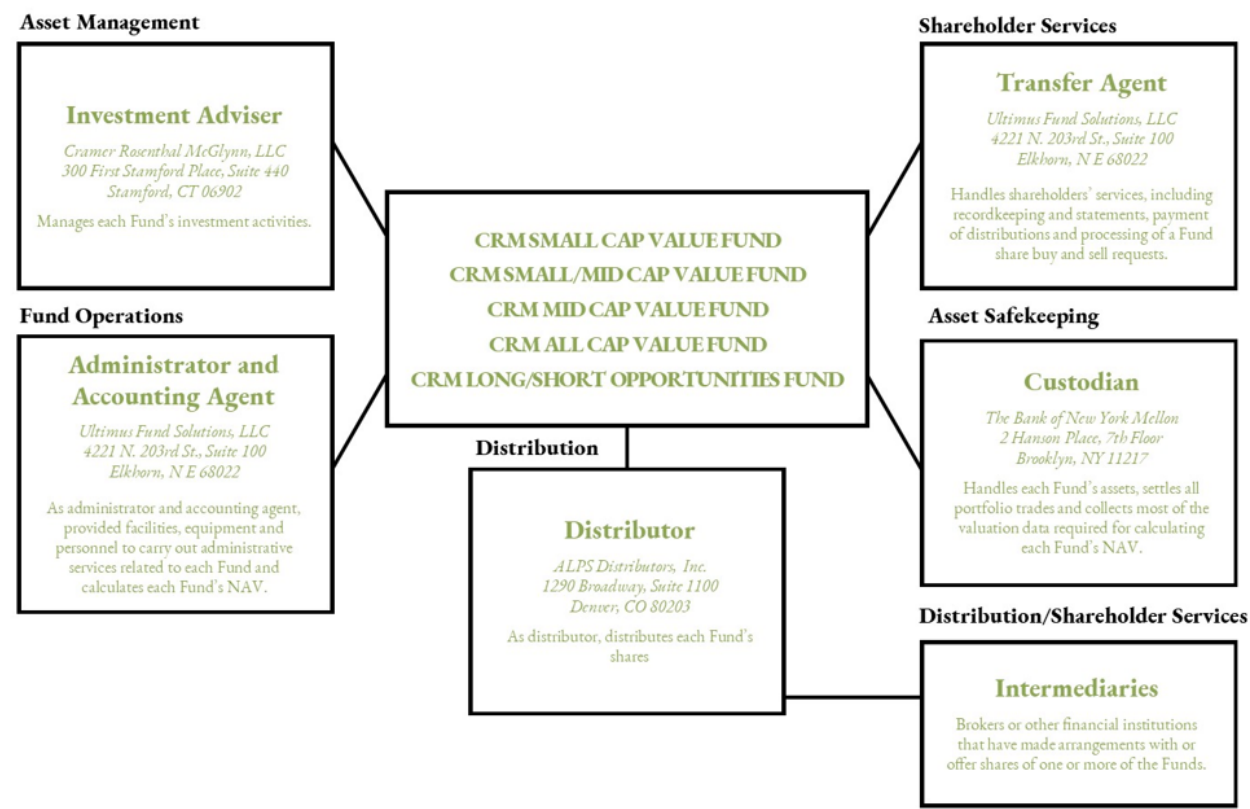 Asset Management
Investment Adviser
Cramer Rosenthal McGlynn, LLC
300 First Stamford Place, Suite 440
Stamford, CT 06902
Manages each Fund's investment activities.
Fund Operations
Administrator and
Accounting Agent
Ultimus Fund Solutions, LLC
4221 N. 203rd St., Suite 100
Elkhorn, N E 68022
As administrator and accounting agent,
provided facilities, equipment and
personnel to carry out administrative
services related to each Fund and
calculates each Fund's NAV.
CRM SMALL CAP VALUE FUND
CRM SMALL/MID CAP VALUE FUND
CRM MID CAP VALUE FUND
CRM ALL CAP VALUE FUND
CRM LONG/SHORT OPPORTUNITIES FUND
Distribution
Distributor
ALPS Distributors, Inc.
1290 Broadway, Suite 1100
Denver, CO 80203
As distributor, distributes each Fund's
shares
Shareholder Services
Transfer Agent
Ultimus Fund Solutions, LLC
4221 N. 203rd St., Suite 100
Elkhorn, N E 68022
Handles shareholders' services, including
recordkeeping and statements, payment
of distributions and processing of a Fund
share buy and sell requests.
Asset Safekeeping
Custodian
The Bank of New York Mellon
2 Hanson Place, 7th Floor
Brooklyn, NY 11217
Handles each Fund's assets, settles all
portfolio trades and collects most of the
valuation data required for calculating
each Fund's NAV.
Distribution/Shareholder Services
Intermediaries
Brokers or other financial institutions
that have made arrangements with or
offer shares of one or more of the Funds.